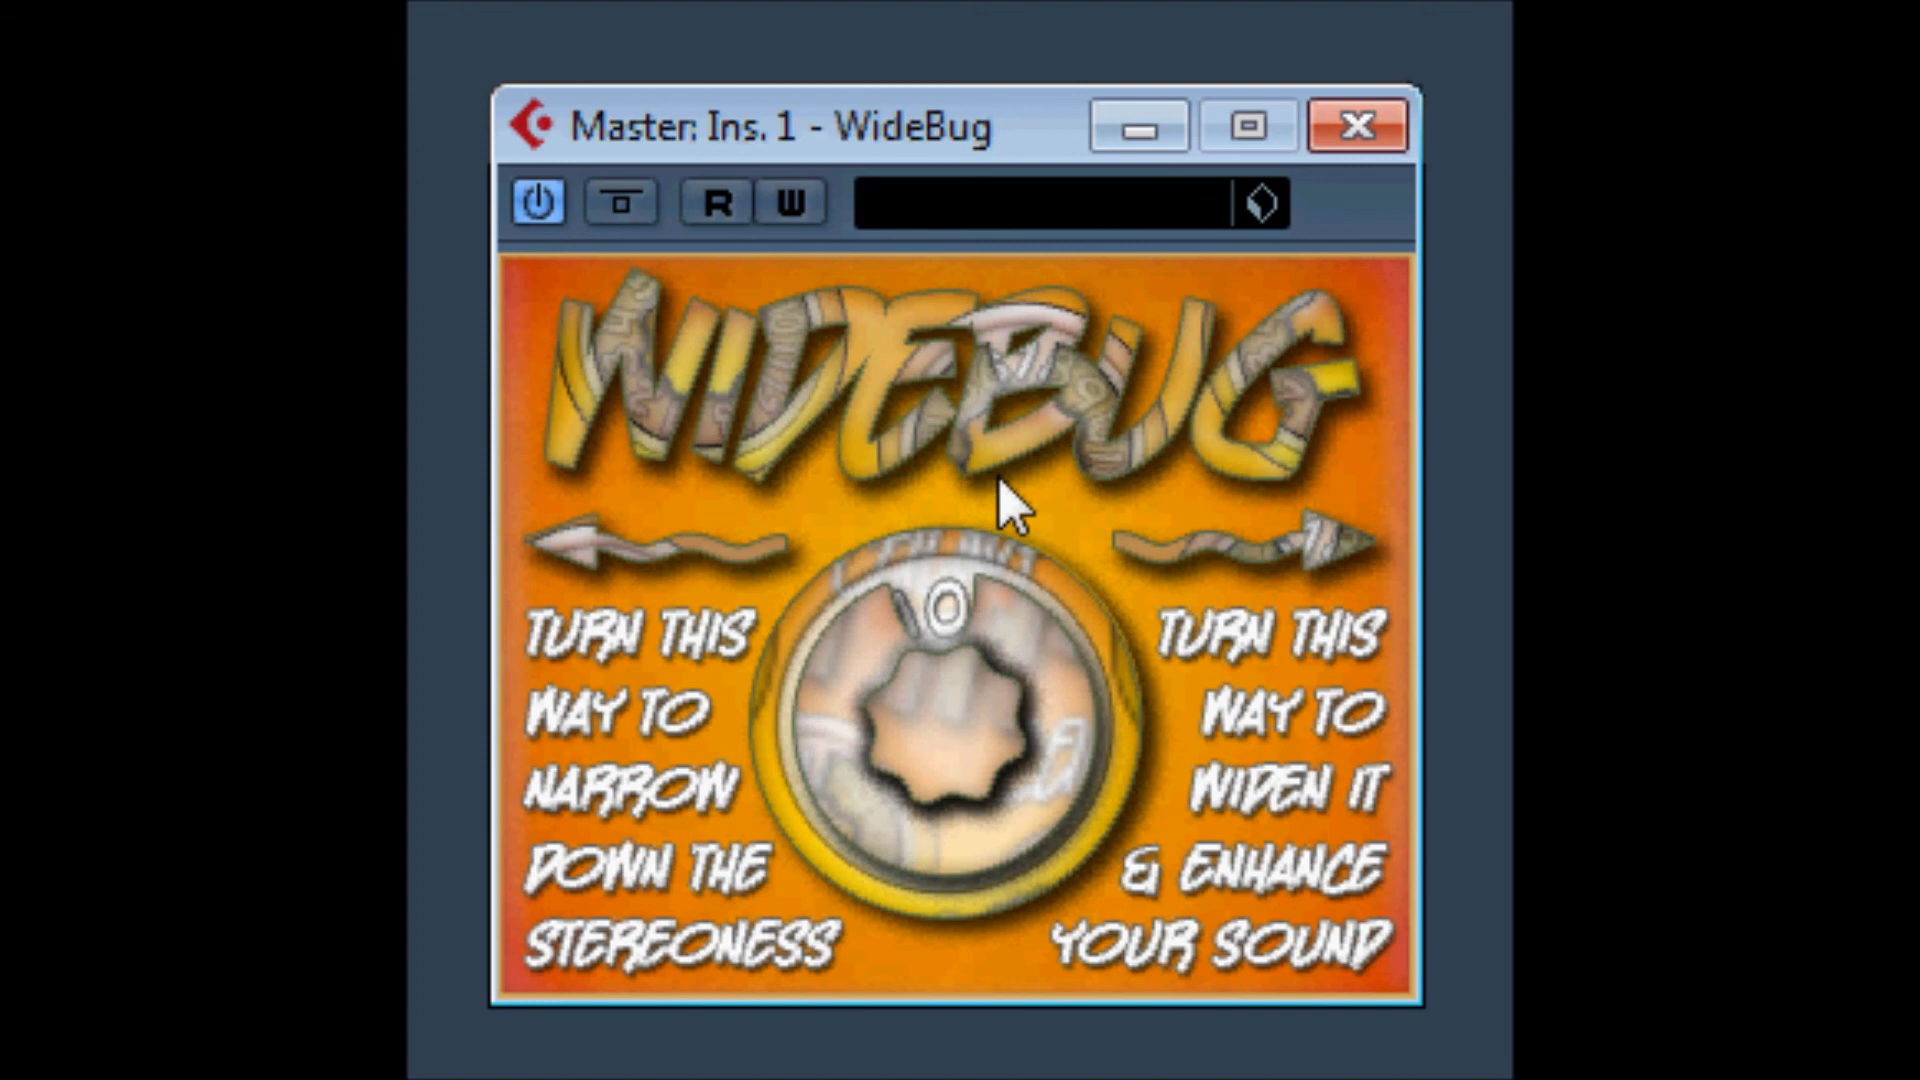 Master: Ins. 1 - WideBug
R W
WIDEBUG
0
TURN THIS
WAY TO
NARROW
DOWN THE
STEREONESS
TURN THIS
WAY TO
WIDEN IT
& ENHANCE
YOUR SOUND